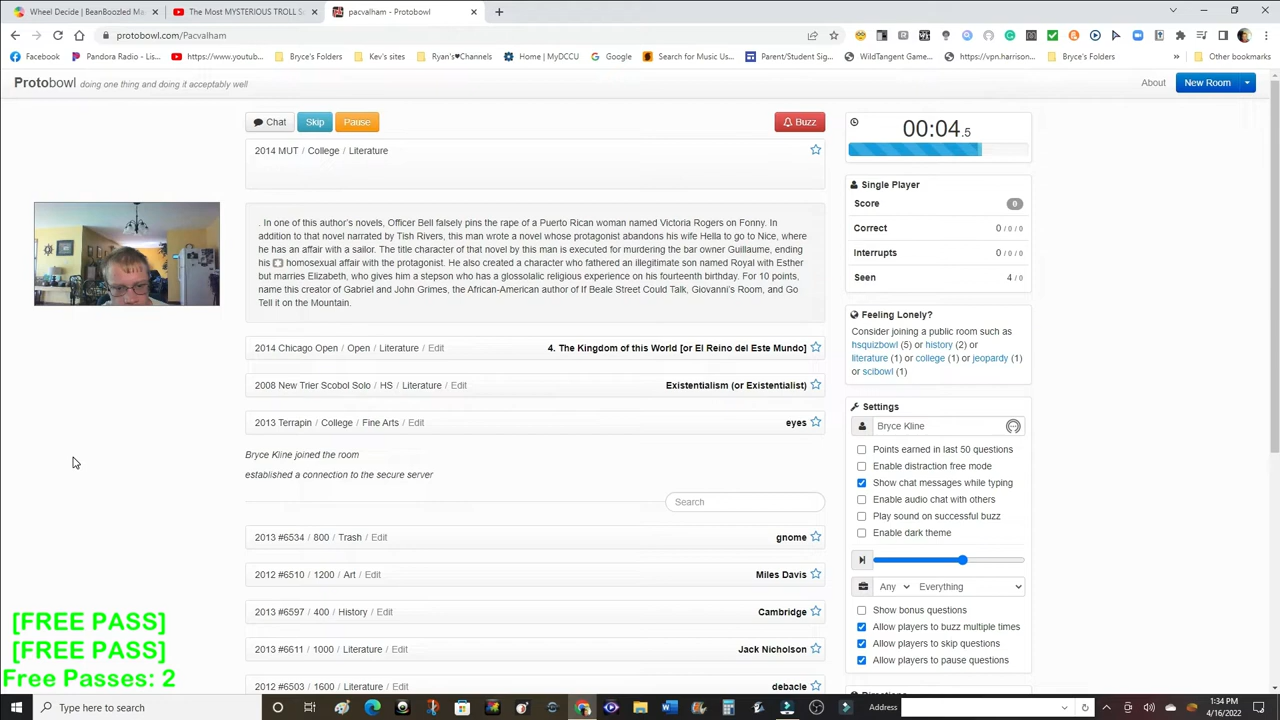 Wheel Decide | BeanBoozled Ma
The Most MYSTERIOUS TROLL S
pacvalham - Protobowl
protobowl.com/Pacvalham
Facebook
Pandora Radio - Lis...
https://www.youtub...
Bryce's Folders
Kev's sites
Ryan's♥Channels
Home | MyDCCU
Google
Search for Music Us...
Parent/Student Sig...
WildTangent Game...
https://vpn.harrison...
Bryce's Folders
Other bookmarks
Protobowl doing one thing and doing it acceptably well
About
New Room
Chat
Skip
Pause
Buzz
2014 MUT / College / Literature
. In one of this author's novels, Officer Bell falsely pins the rape of a Puerto Rican woman named Victoria Rogers on Fonny. In
addition to that novel narrated by Tish Rivers, this man wrote a novel whose protagonist abandons his wife Hella to go to Nice, where
he has an affair with a sailor. The title character of that novel by this man is executed for murdering the bar owner Guillaume, ending
his homosexual affair with the protagonist. He also created a character who fathered an illegitimate son named Royal with Esther
but marries Elizabeth, who gives him a stepson who has a glossolalic religious experience on his fourteenth birthday. For 10 points,
name this creator of Gabriel and John Grimes, the African-American author of If Beale Street Could Talk, Giovanni's Room, and Go
Tell it on the Mountain.
2014 Chicago Open / Open / Literature / Edit
4. The Kingdom of this World [or El Reino del Este Mundo]
2008 New Trier Scobol Solo / HS / Literature / Edit
Existentialism (or Existentialist)
2013 Terrapin / College / Fine Arts / Edit
eyes
Bryce Kline joined the room
established a connection to the secure server
Search
2013 #6534 / 800 / Trash / Edit
gnome
2012 #6510 / 1200 / Art / Edit
Miles Davis
2013 #6597 / 400 / History / Edit
Cambridge
2013 #6611 / 1000 / Literature / Edit
Jack Nicholson
2012 #6503 / 1600 / Literature / Edit
debacle
00:04.5
Single Player
Score 0
Correct 0 / 0 / 0
Interrupts 0 / 0 / 0
Seen 4 / 0
Feeling Lonely?
Consider joining a public room such as
hsquizbowl (5) or history (2) or
literature (1) or college (1) or jeopardy (1)
or scibowl (1)
Settings
Bryce Kline
Points earned in last 50 questions
Enable distraction free mode
Show chat messages while typing
Enable audio chat with others
Play sound on successful buzz
Enable dark theme
Any
Everything
Show bonus questions
Allow players to buzz multiple times
Allow players to skip questions
Allow players to pause questions
[FREE PASS]
[FREE PASS]
Free Passes: 2
Type here to search
Address
1:34 PM
4/16/2022